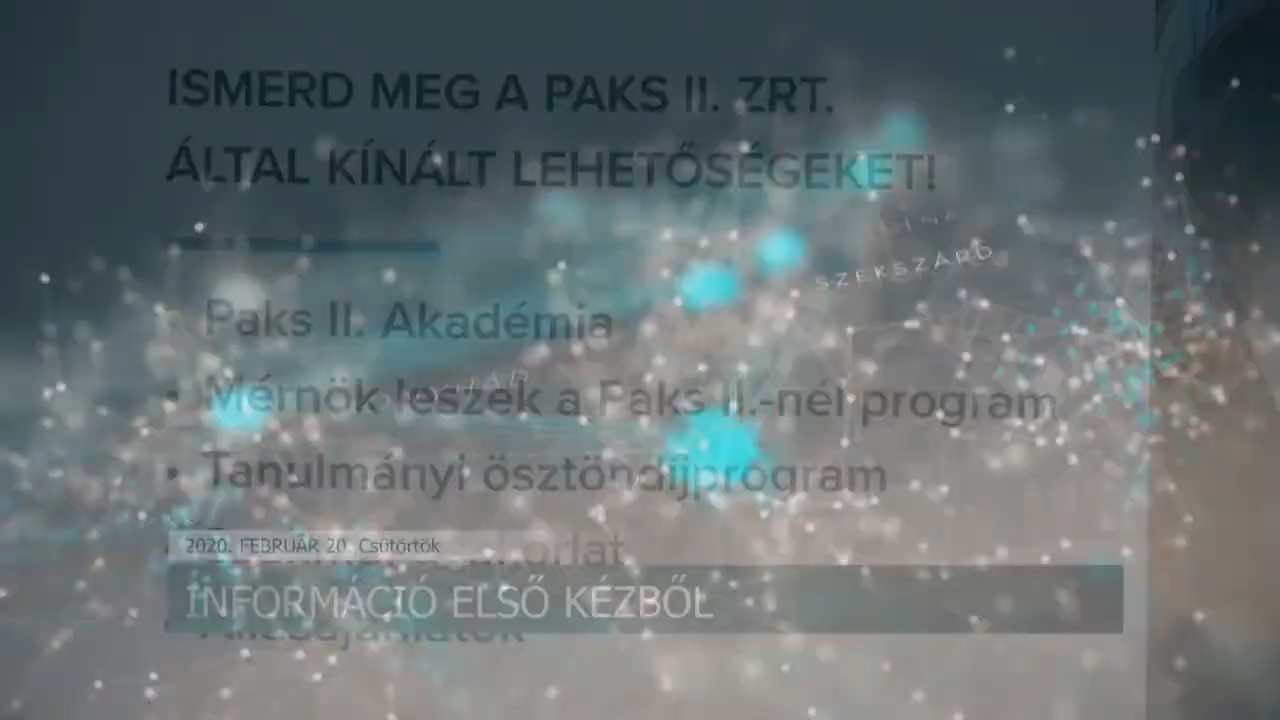 ISMERD MEG A PAKS II. ZRT.
ÁLTAL KÍNÁLT LEHETŐSÉGEKET!
SZEKSZÁRD
Paks II. Akadémia
• Mérnök leszek a Paks II.-nél program
• Tanulmányi ösztöndíjprogram
2020. FEBRUÁR 20. Csütörtök
INFORMÁCIÓ ELSŐ KÉZBŐL